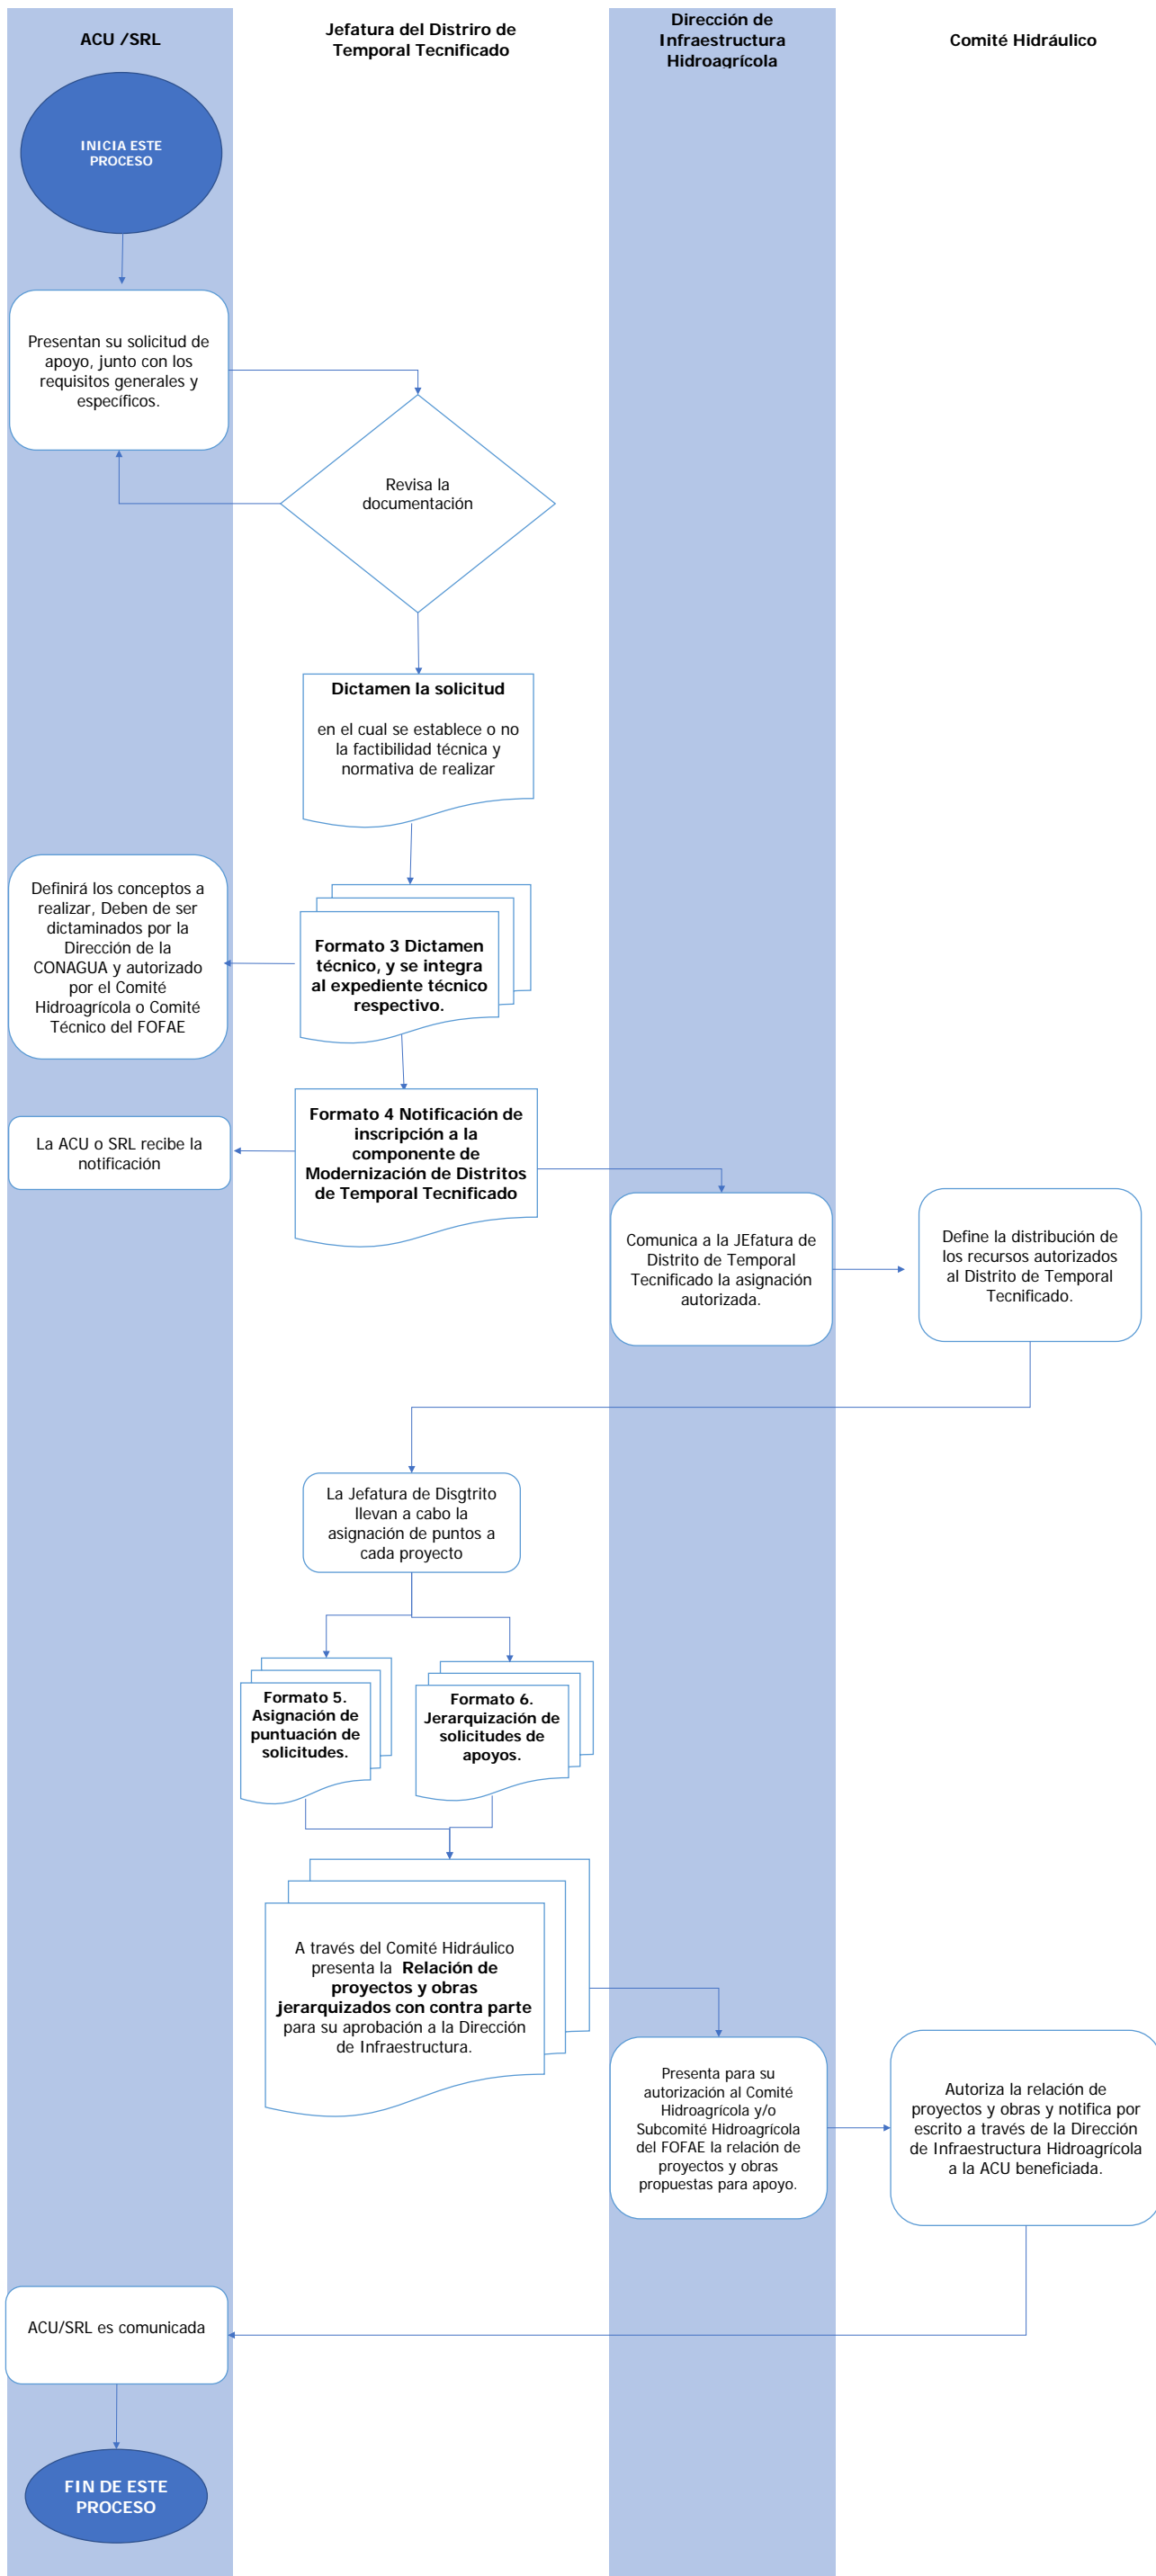 ACU /SRL
Jefatura del Distriro de
Temporal Tecnificado
Dirección de
Infraestructura
Hidroagrícola
Comité Hidráulico
INICIA ESTE
PROCESO
Presentan su solicitud de
apoyo, junto con los
requisitos generales y
específicos.
Revisa la
documentación
Dictamen la solicitud
en el cual se establece o no
la factibilidad técnica y
normativa de realizar
Definirá los conceptos a
realizar, Deben de ser
dictaminados por la
Dirección de la
CONAGUA y autorizado
por el Comité
Hidroagrícola o Comité
Técnico del FOFAE
Formato 3 Dictamen
técnico, y se integra
al expediente técnico
respectivo.
La ACU o SRL recibe la
notificación
Formato 4 Notificación de
inscripción a la
componente de
Modernización de Distritos
de Temporal Tecnificado
Comunica a la JEfatura de
Distrito de Temporal
Tecnificado la asignación
autorizada.
Define la distribución de
los recursos autorizados
al Distrito de Temporal
Tecnificado.
La Jefatura de Disgtrito
llevan a cabo la
asignación de puntos a
cada proyecto
Formato 5.
Asignación de
puntuación de
solicitudes.
Formato 6.
Jerarquización de
solicitudes de
apoyos.
A través del Comité Hidráulico
presenta la Relación de
proyectos y obras
jerarquizados con contra parte
para su aprobación a la Dirección
de Infraestructura.
Presenta para su
autorización al Comité
Hidroagrícola y/o
Subcomité Hidroagrícola
del FOFAE la relación de
proyectos y obras
propuestas para apoyo.
Autoriza la relación de
proyectos y obras y notifica por
escrito a través de la Dirección
de Infraestructura Hidroagrícola
a la ACU beneficiada.
ACU/SRL es comunicada
FIN DE ESTE
PROCESO